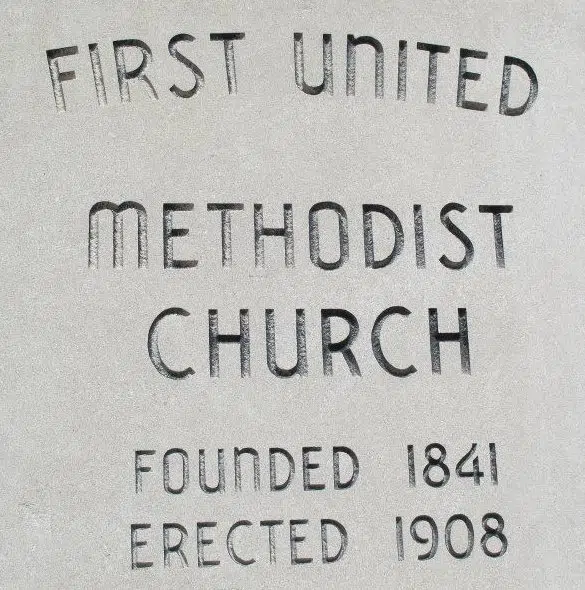 FIRST UNITED
METHODIST
CHURCH
FOUNDED 1841
ERECTED 1908